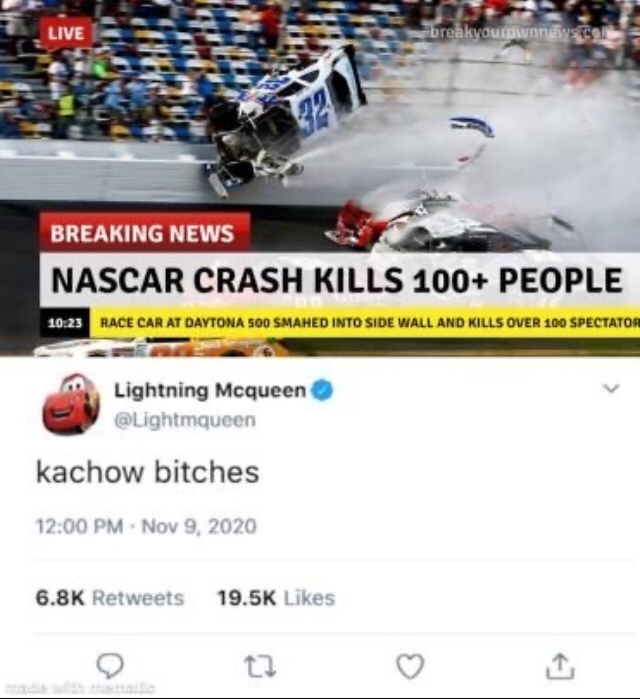 LIVE
breakyourownnews.com
32
BREAKING NEWS
NASCAR CRASH KILLS 100+ PEOPLE
10:23 RACE CAR AT DAYTONA 500 SMAHED INTO SIDE WALL AND KILLS OVER 100 SPECTATOR
Lightning Mcqueen
@Lightmqueen
kachow bitches
12:00 PM · Nov 9, 2020
6.8K Retweets 19.5K Likes
made with mematic